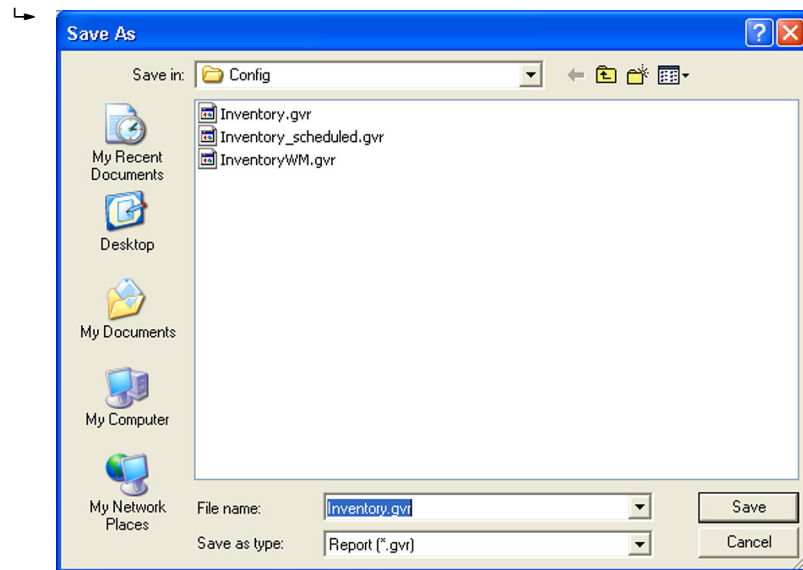 Save As
Save in:
Config
Inventory.gvr
Inventory_scheduled.gvr
InventoryWM.gvr
My Recent
Documents
Desktop
My Documents
My Computer
My Network
Places
File name:
Inventory.gvr
Save
Save as type:
Report (*.gvr)
Cancel